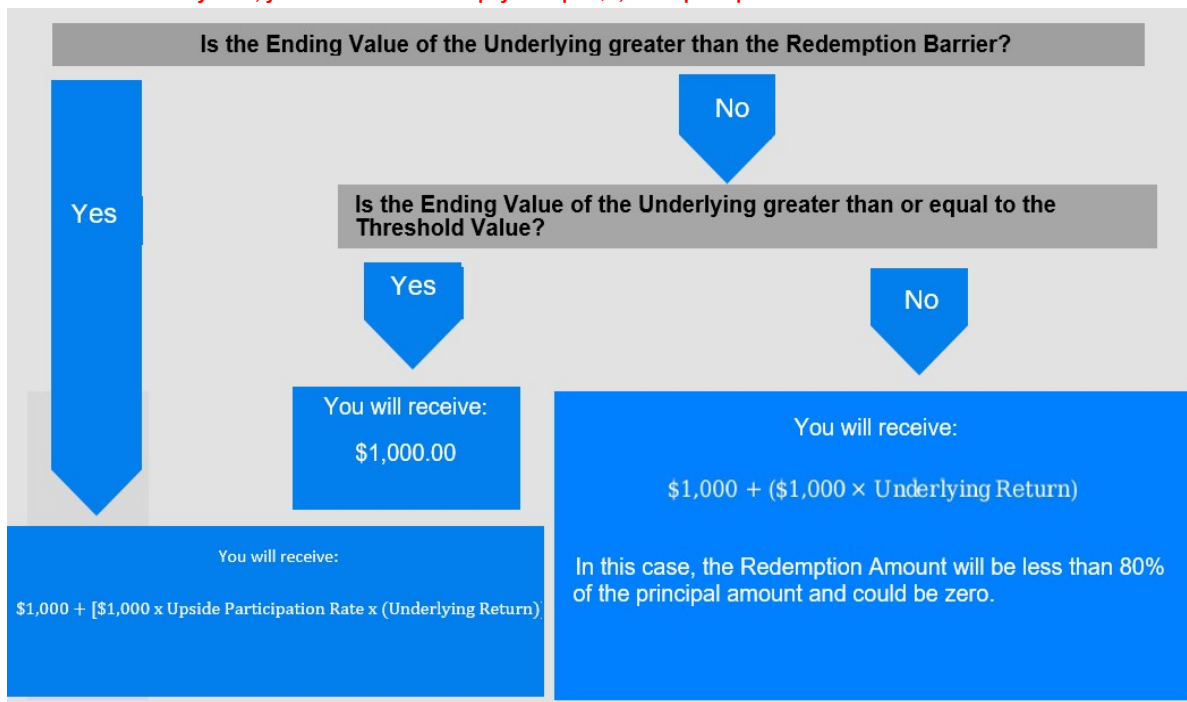 Is the Ending Value of the Underlying greater than the Redemption Barrier?
No
Yes
Is the Ending Value of the Underlying greater than or equal to the
Threshold Value?
Yes
No
You will receive:
$1,000.00
You will receive:
$1,000 + ($1,000 × Underlying Return)
In this case, the Redemption Amount will be less than 80%
of the principal amount and could be zero.
You will receive:
$1,000 + [$1,000 x Upside Participation Rate x (Underlying Return)]